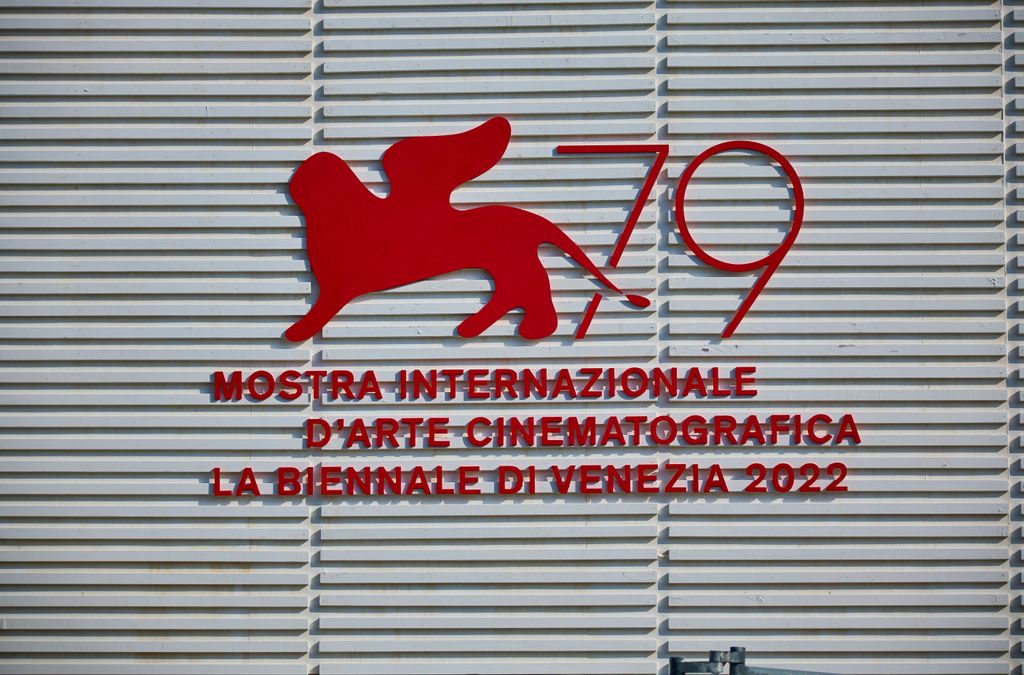 79
MOSTRA INTERNAZIONALE
D'ARTE CINEMATOGRAFICA
LA BIENNALE DI VENEZIA 2022